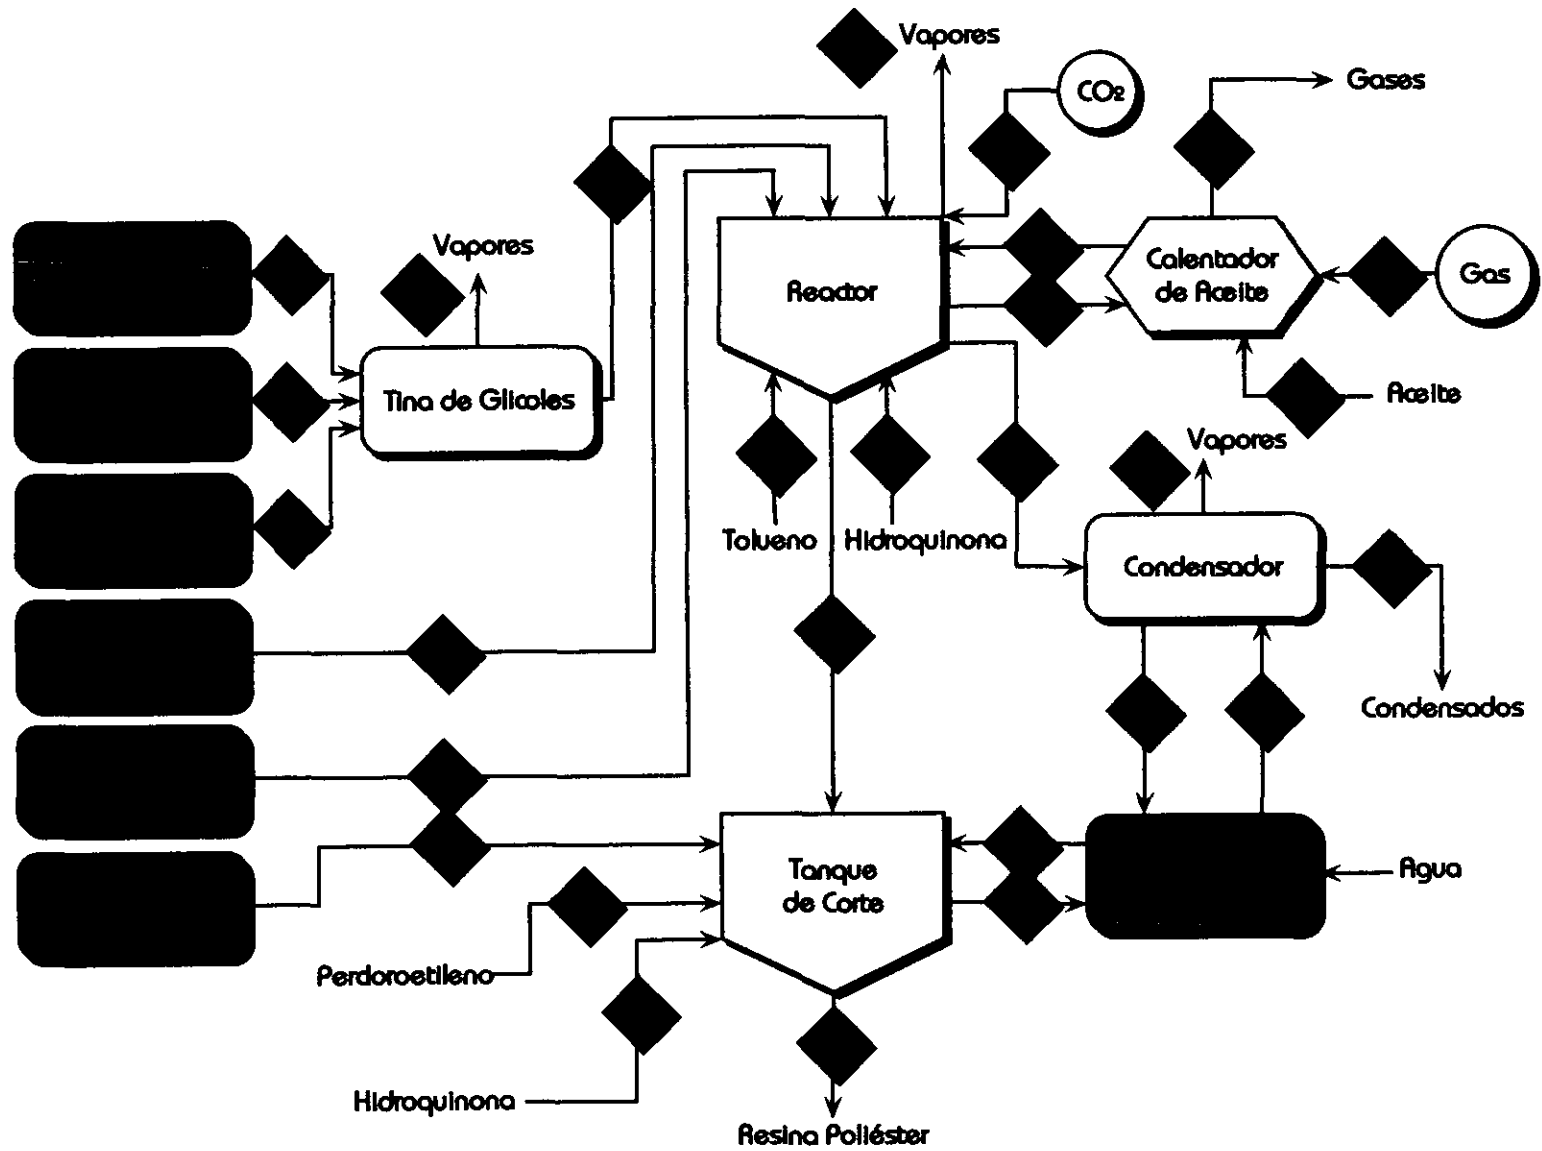 Vapores
CO2
Gases
Vapores
Reactor
Calentador
de Aceite
Gas
Tina de Glicoles
Aceite
Vapores
Tolueno
Hidroquinona
Condensador
Condensados
Tanque
de Corte
Agua
Perdoroetileno
Hidroquinona
Resina Poliéster